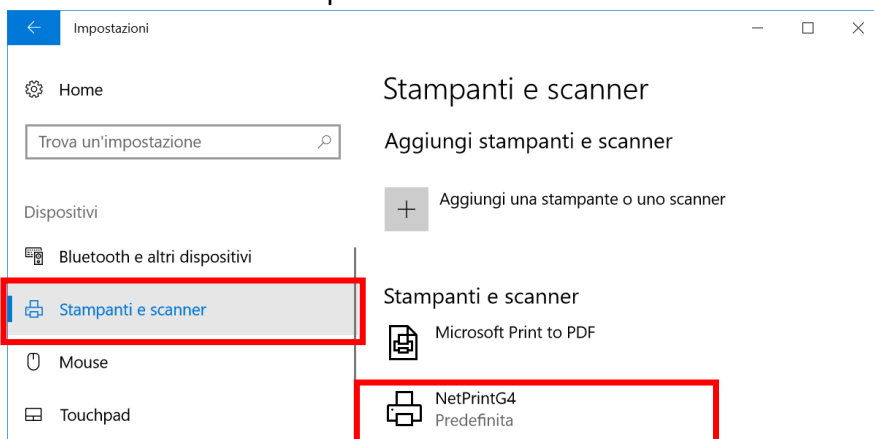 Impostazioni
Home
Trova un'impostazione
Dispositivi
Bluetooth e altri dispositivi
Stampanti e scanner
Mouse
Touchpad
Stampanti e scanner
Aggiungi stampanti e scanner
Aggiungi una stampante o uno scanner
Stampanti e scanner
Microsoft Print to PDF
NetPrintG4
Predefinita